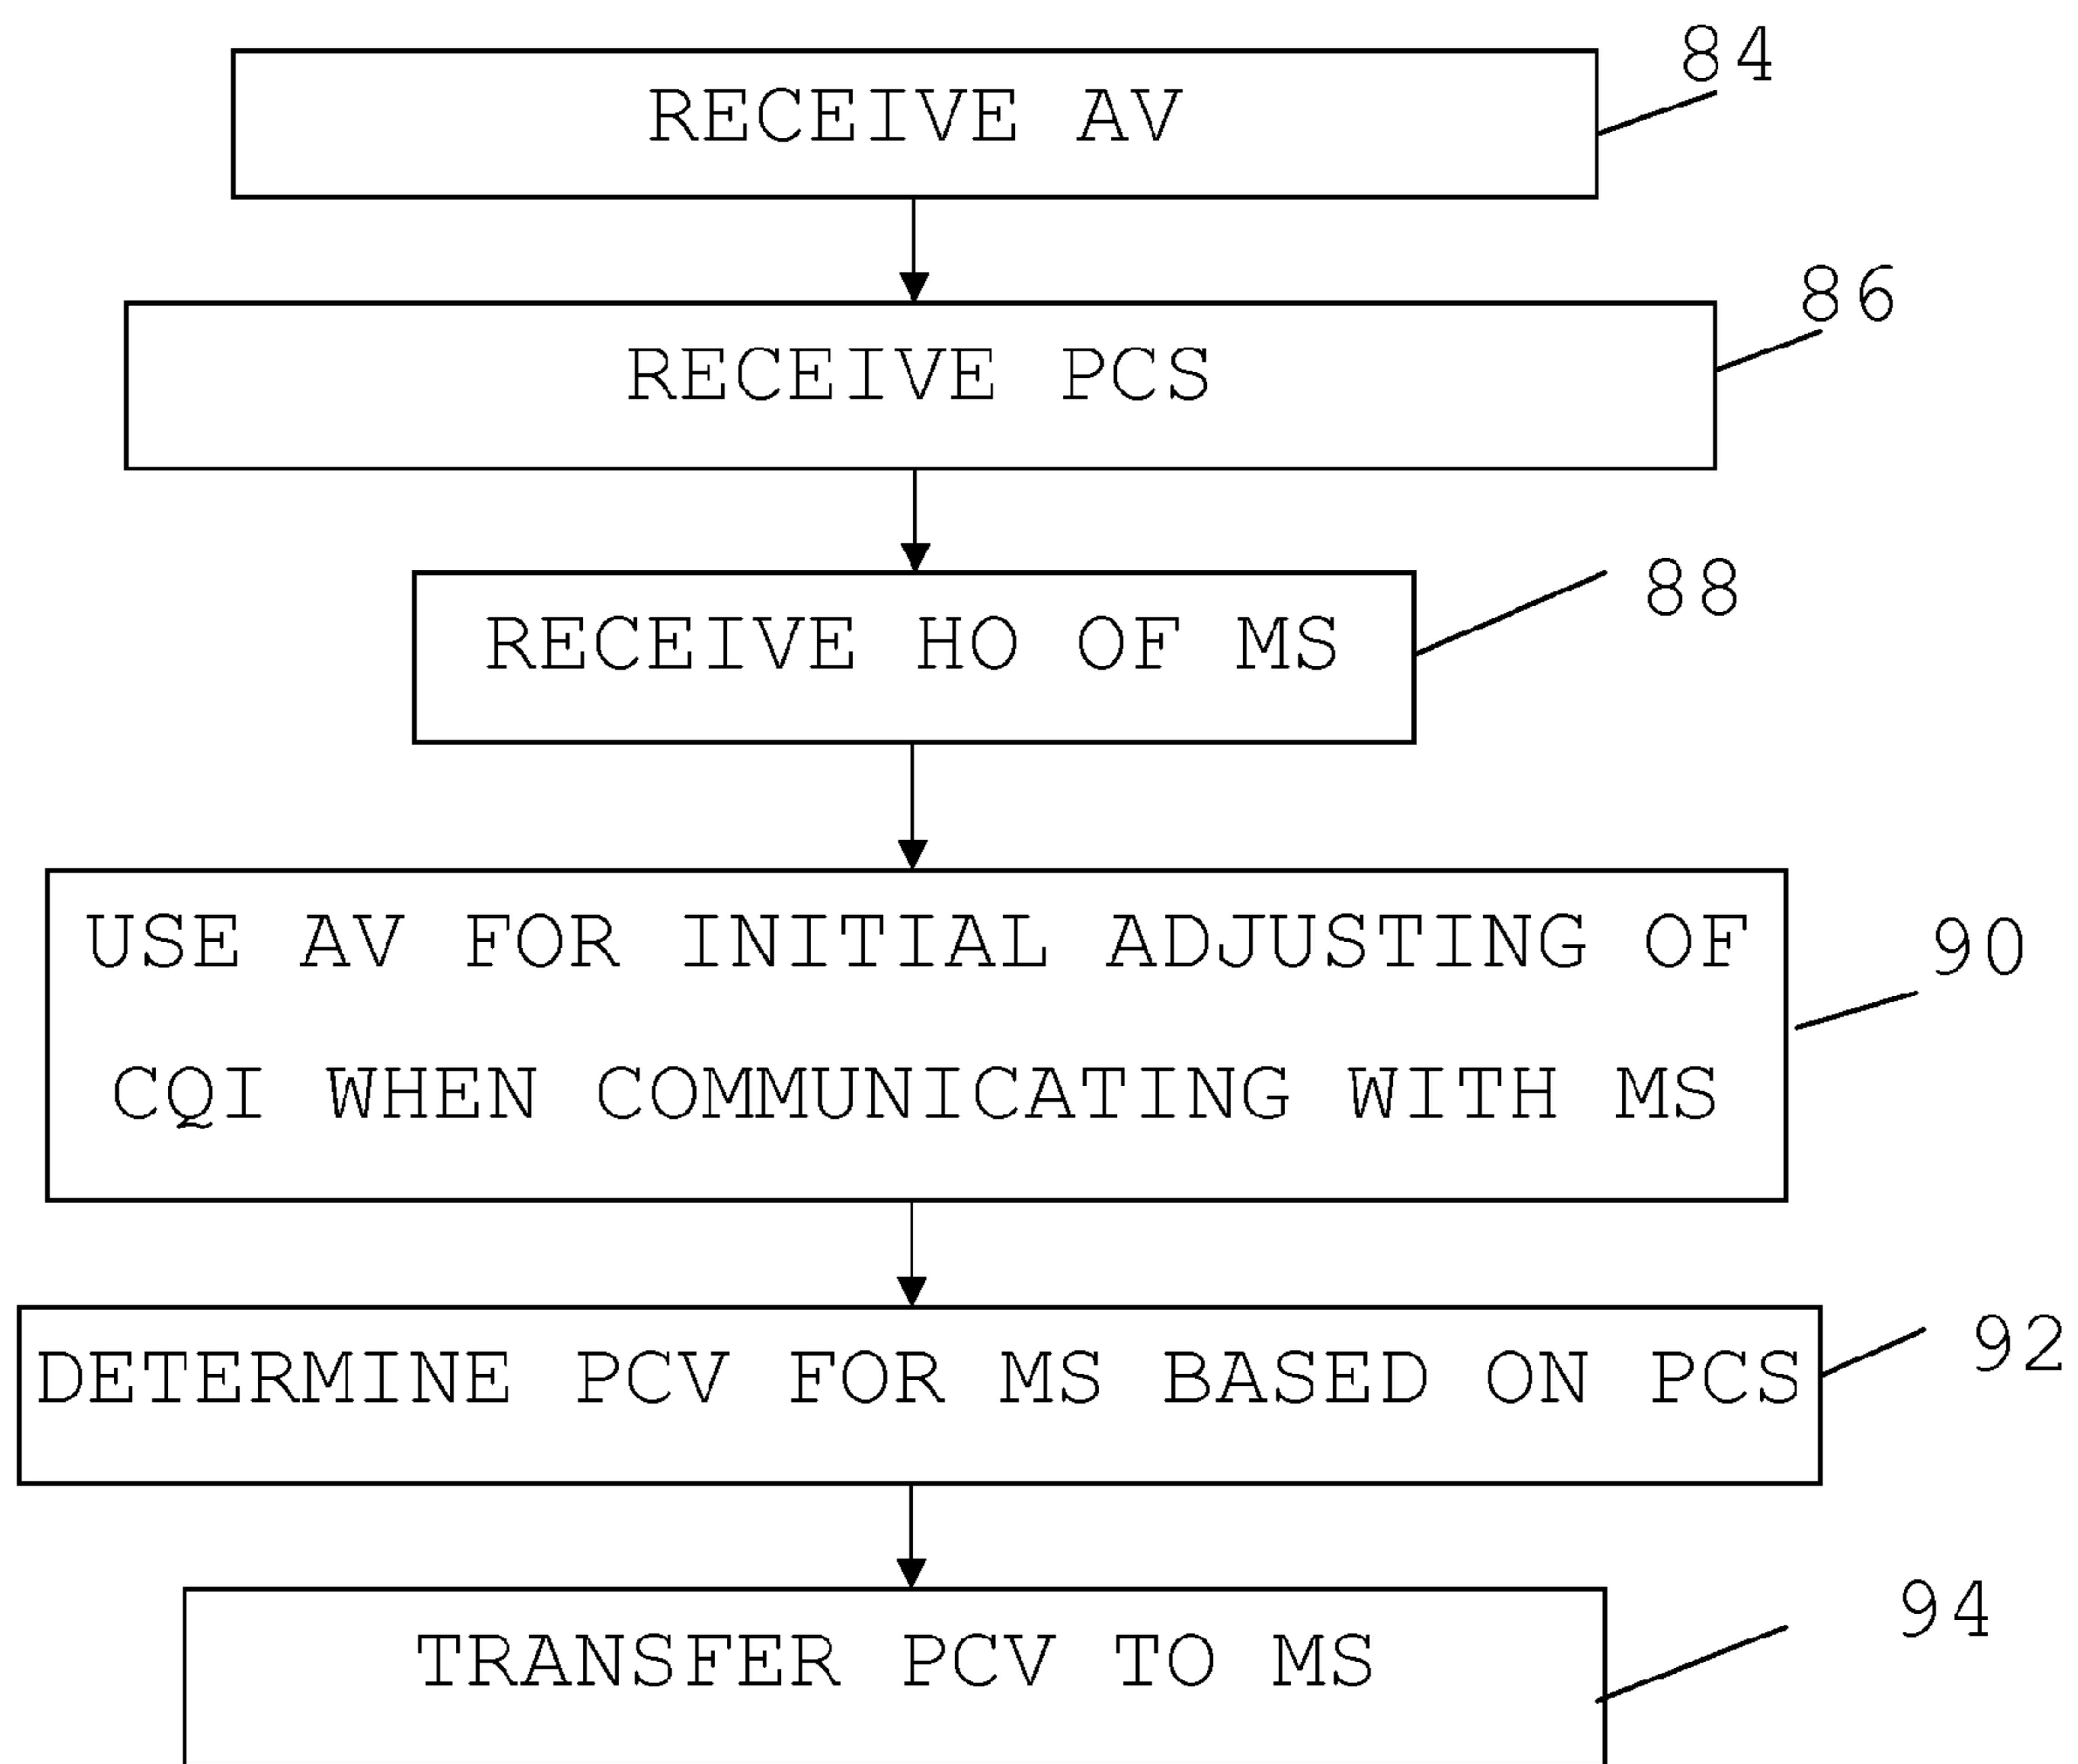 RECEIVE AV
84
RECEIVE PCS
86
RECEIVE HO OF MS
88
USE AV FOR INITIAL ADJUSTING OF
CQI WHEN COMMUNICATING WITH MS
90
DETERMINE PCV FOR MS BASED ON PCS
92
TRANSFER PCV TO MS
94